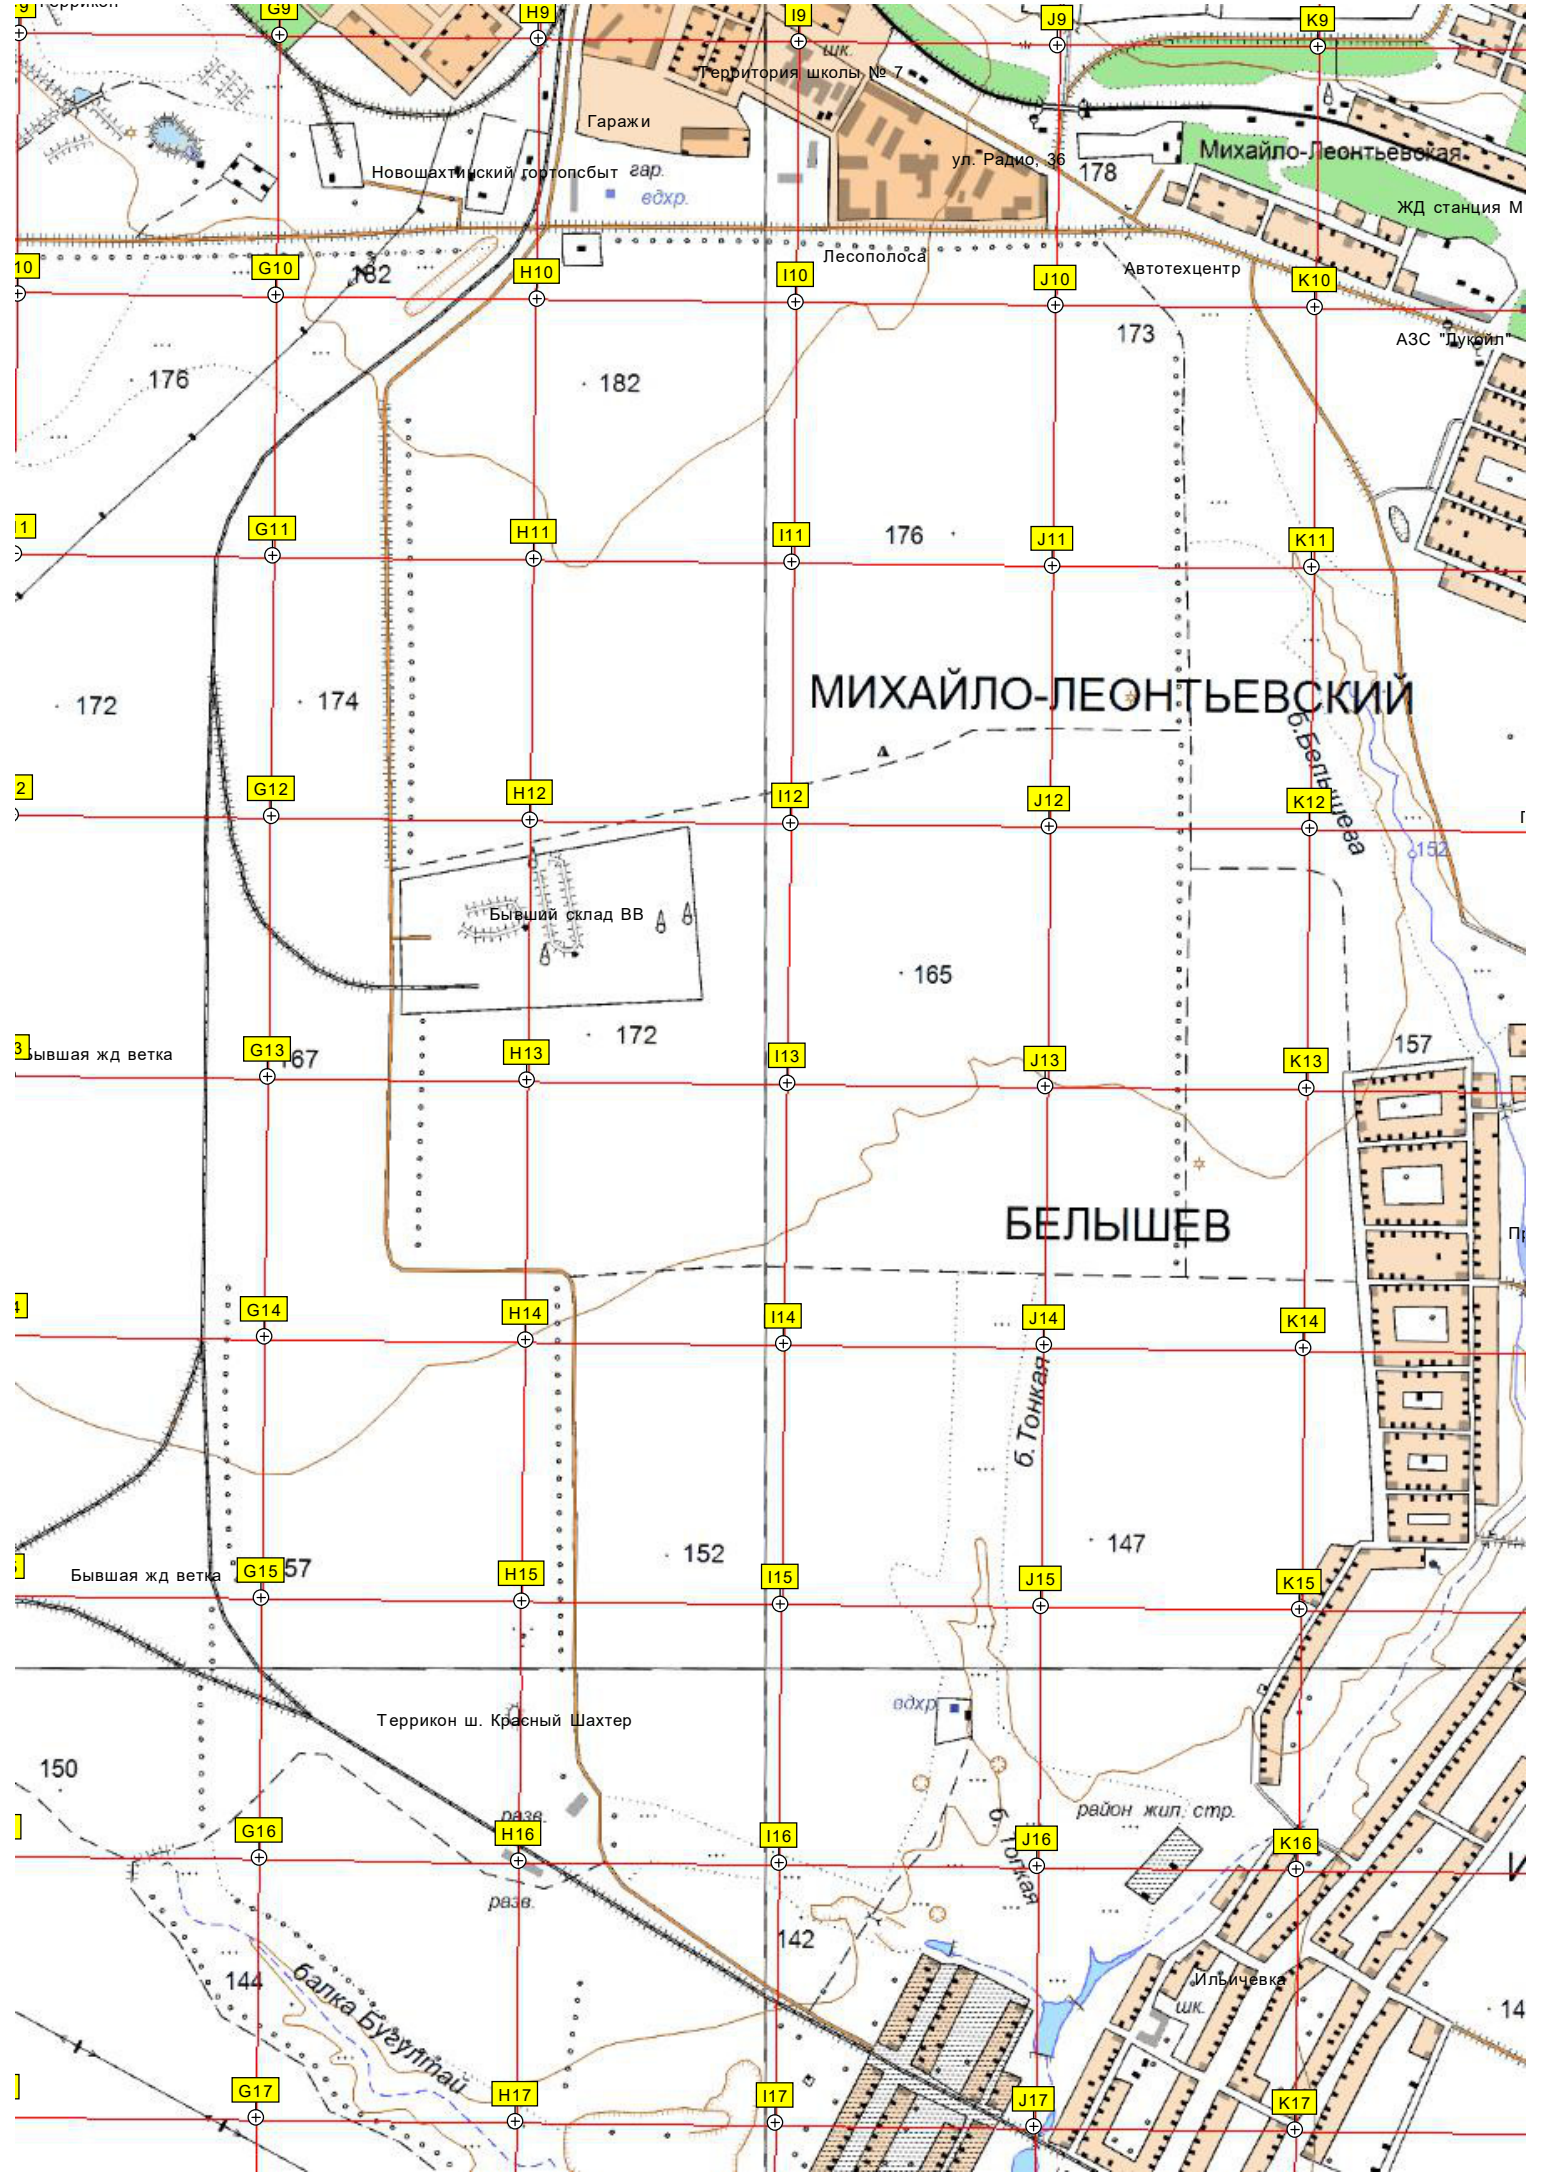 G9
H9
I9
J9
K9
шк.
Территория школы № 7
Гаражи
ул. Радио, 36
178
Михайло-Леонтьевская
Новошахтинский гортопсбыт
гар.
вдхр.
ЖД станция М
Лесополоса
Автотехцентр
10
G10
182
H10
I10
J10
K10
173
АЗС "Лукойл"
176
182
G11
H11
I11
176
J11
K11
МИХАЙЛО-ЛЕОНТЬЕВСКИЙ
172
174
б.Белышева
G12
H12
I12
J12
K12
152
Бывший склад ВВ
165
172
157
Бывшая жд ветка
G13
67
H13
I13
J13
K13
БЕЛЫШЕВ
G14
H14
I14
J14
K14
б.Тонкая
152
147
Бывшая жд ветка
G15
57
H15
I15
J15
K15
вдхр
Террикон ш. Красный Шахтер
150
разв.
район жил. стр.
G16
H16
I16
б. Тонкая
J16
K16
разв.
142
144
балка Бугултай
Ильичевка
шк.
14
G17
H17
I17
J17
K17